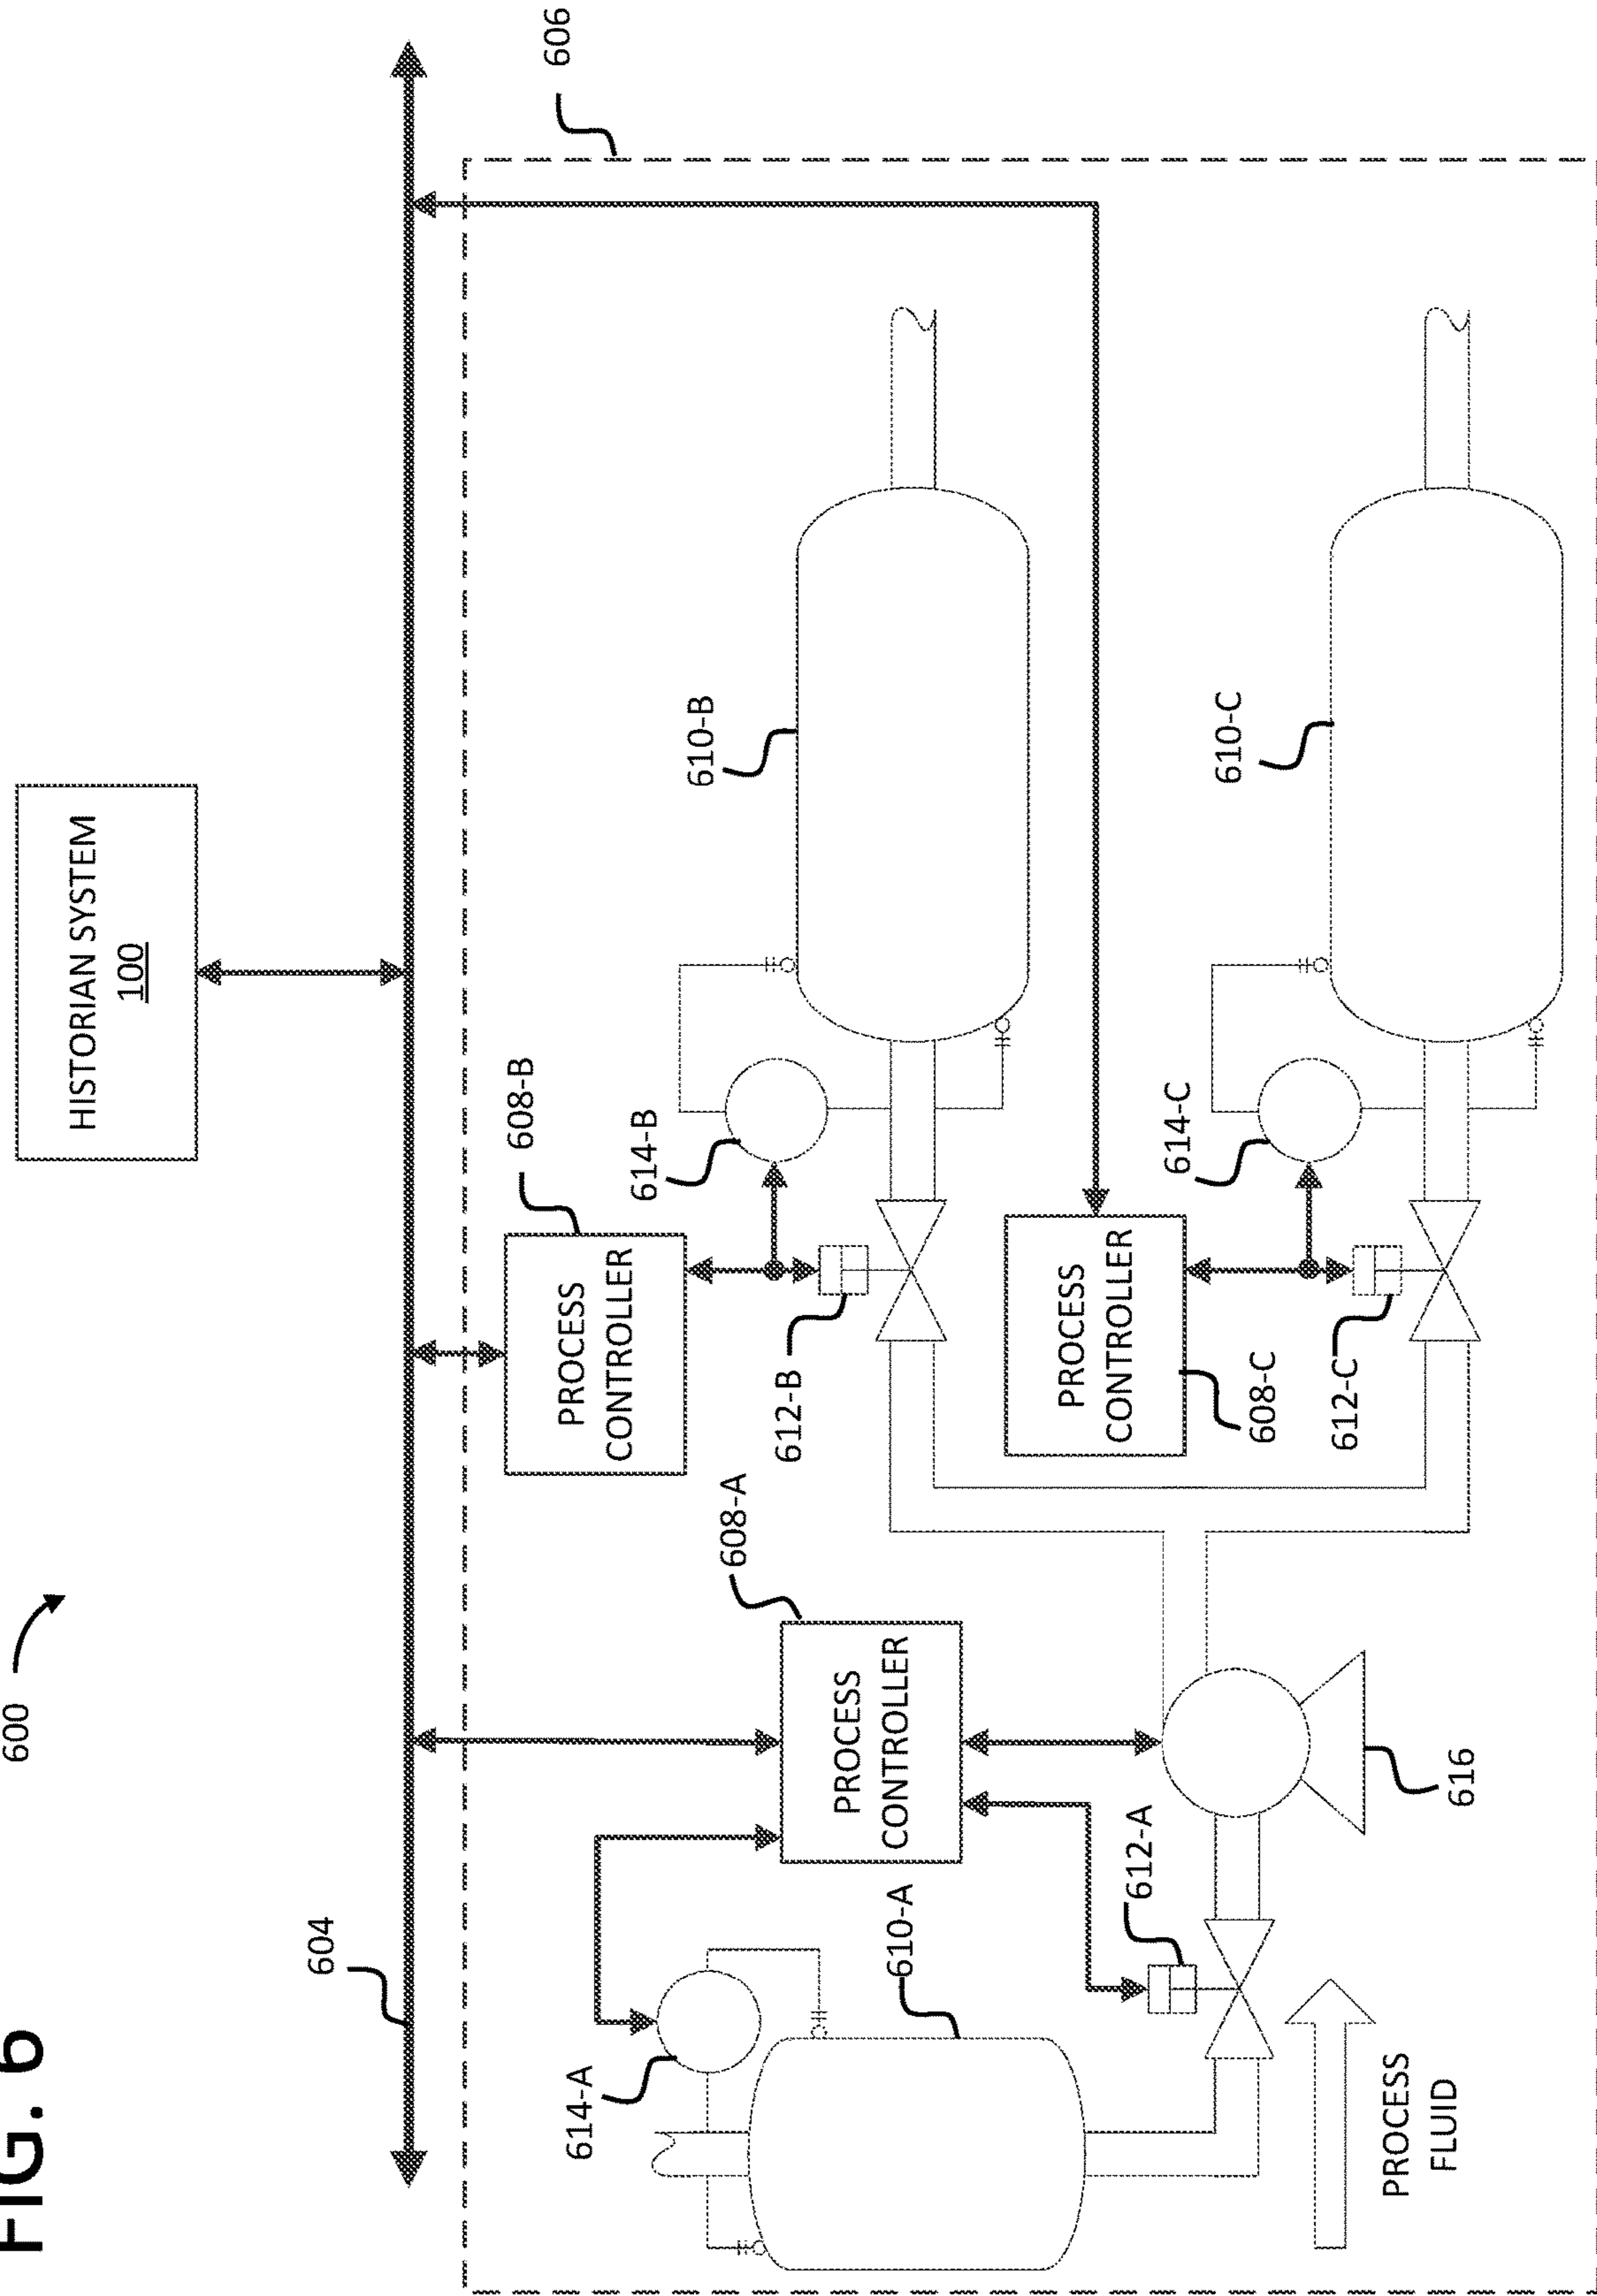 FIG. 6
600
HISTORIAN SYSTEM
100
604
606
608-B
PROCESS
CONTROLLER
614-B
610-B
612-B
614-A
608-A
PROCESS
CONTROLLER
610-A
612-A
PROCESS
CONTROLLER
608-C
614-C
610-C
612-C
616
PROCESS
FLUID